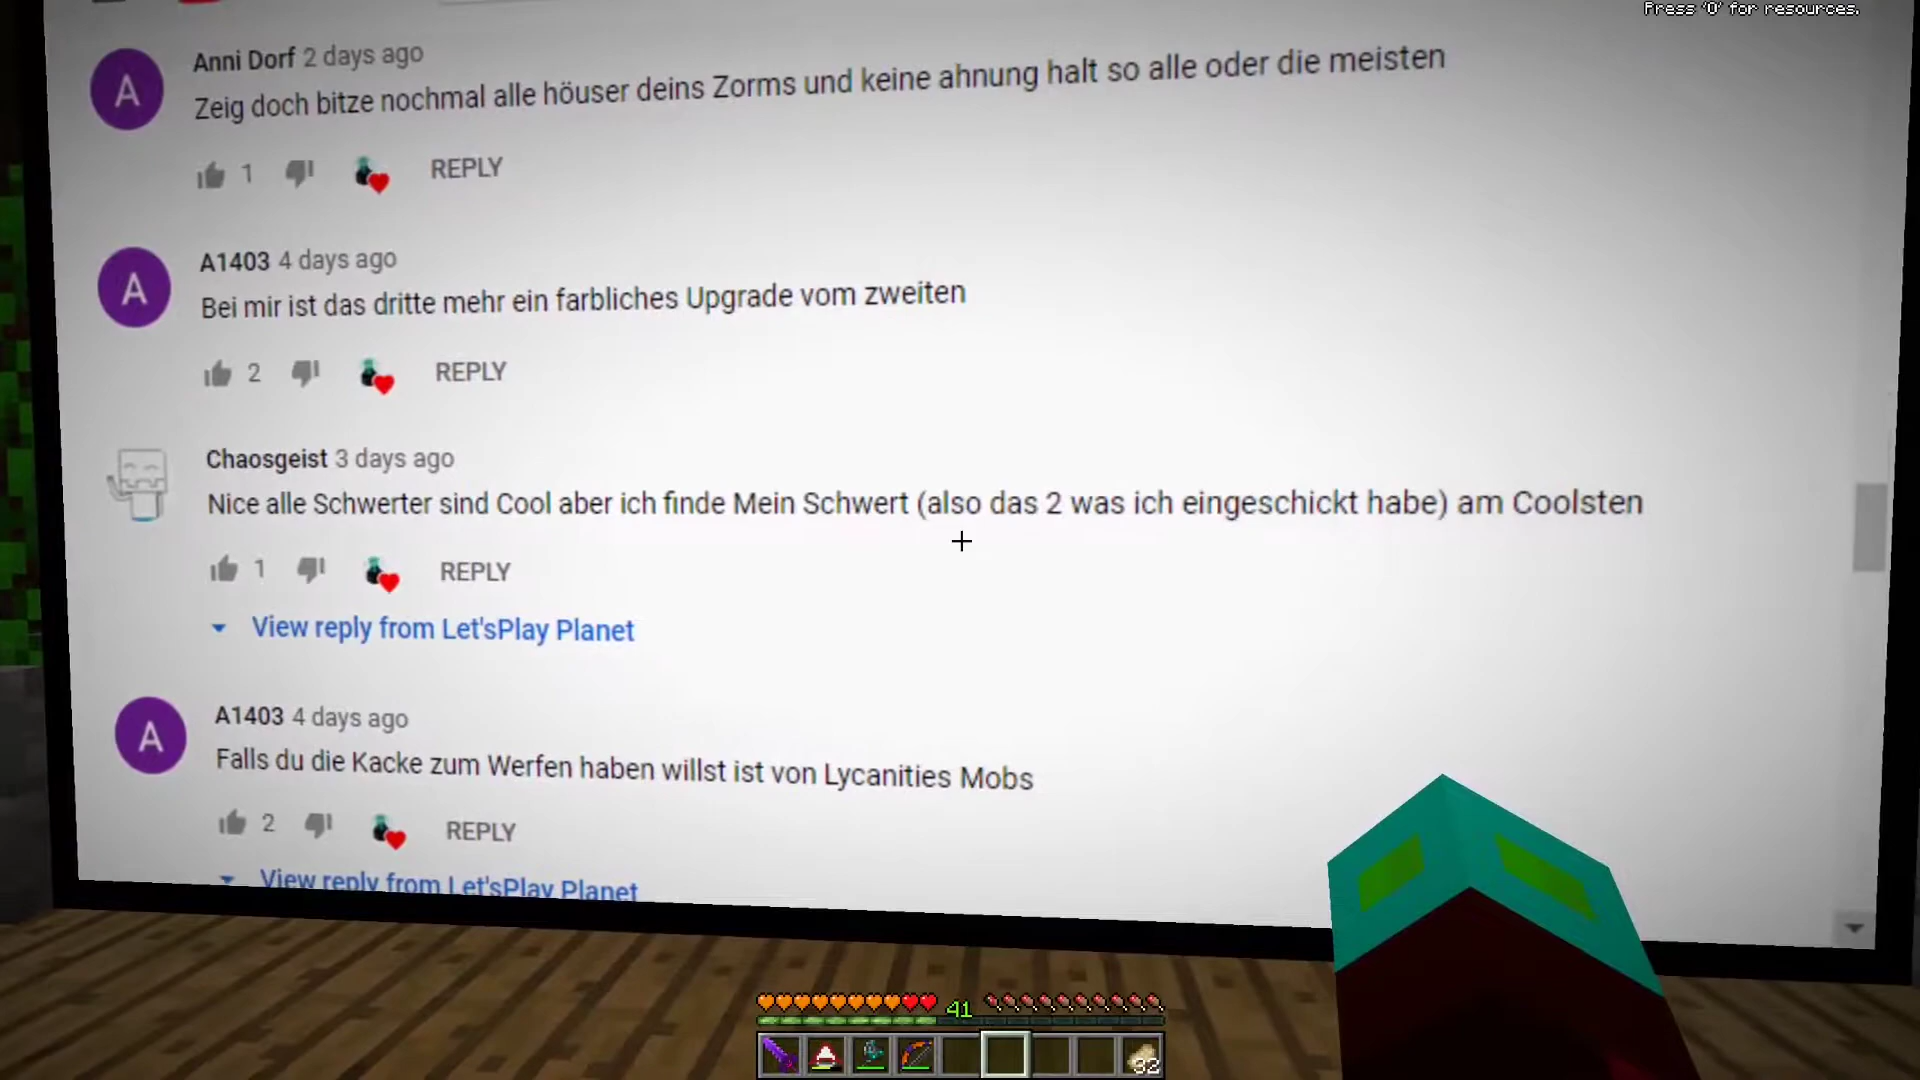 Press 'O' for resources.
Anni Dorf 2 days ago
Zeig doch bitze nochmal alle höuser deins Zorms und keine ahnung halt so alle oder die meisten
1 REPLY
A1403 4 days ago
Bei mir ist das dritte mehr ein farbliches Upgrade vom zweiten
2 REPLY
Chaosgeist 3 days ago
Nice alle Schwerter sind Cool aber ich finde Mein Schwert (also das 2 was ich eingeschickt habe) am Coolsten
1 REPLY
View reply from Let'sPlay Planet
A1403 4 days ago
Falls du die Kacke zum Werfen haben willst ist von Lycanities Mobs
2 REPLY
View reply from Let'sPlay Planet
A
A
A
41